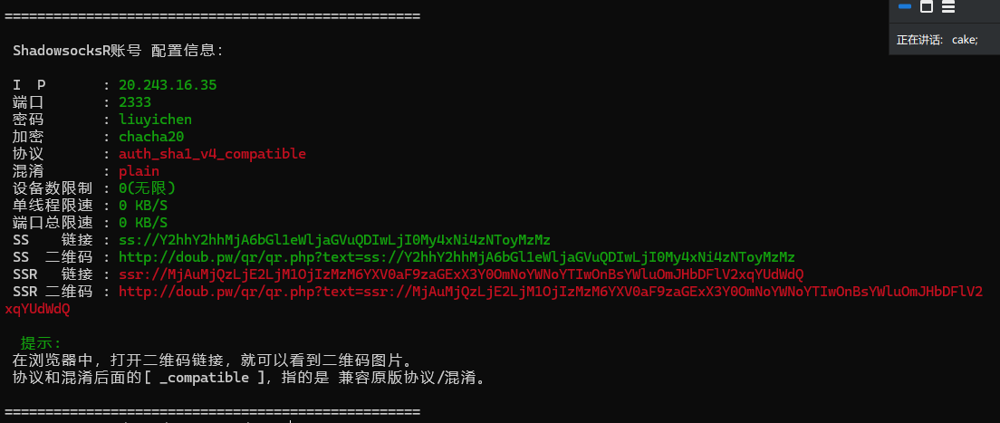 ==================================================
正在讲话: cake;
ShadowsocksR账号 配置信息：
I P : 20.243.16.35
端口 : 2333
密码 : liuyichen
加密 : chacha20
协议 : auth_sha1_v4_compatible
混淆 : plain
设备数限制 : 0(无限)
单线程限速 : 0 KB/S
端口总限速 : 0 KB/S
SS 链接 : ss://Y2hhY2hhMjA6bGl1eWljaGVuQDIwLjI0My4xNi4zNToyMzMz
SS 二维码 : http://doub.pw/qr/qr.php?text=ss://Y2hhY2hhMjA6bGl1eWljaGVuQDIwLjI0My4xNi4zNToyMzMz
SSR 链接 : ssr://MjAuMjQzLjE2LjM1OjIzMzM6YXV0aF9zaGExX3Y0OmNoYWNoYTIwOnBsYWluOmJHbDFlV2xqYUdWdQ
SSR 二维码 : http://doub.pw/qr/qr.php?text=ssr://MjAuMjQzLjE2LjM1OjIzMzM6YXV0aF9zaGExX3Y0OmNoYWNoYTIwOnBsYWluOmJHbDFlV2
xqYUdWdQ
提示:
在浏览器中，打开二维码链接，就可以看到二维码图片。
协议和混淆后面的[ _compatible ]，指的是 兼容原版协议/混淆。
==================================================